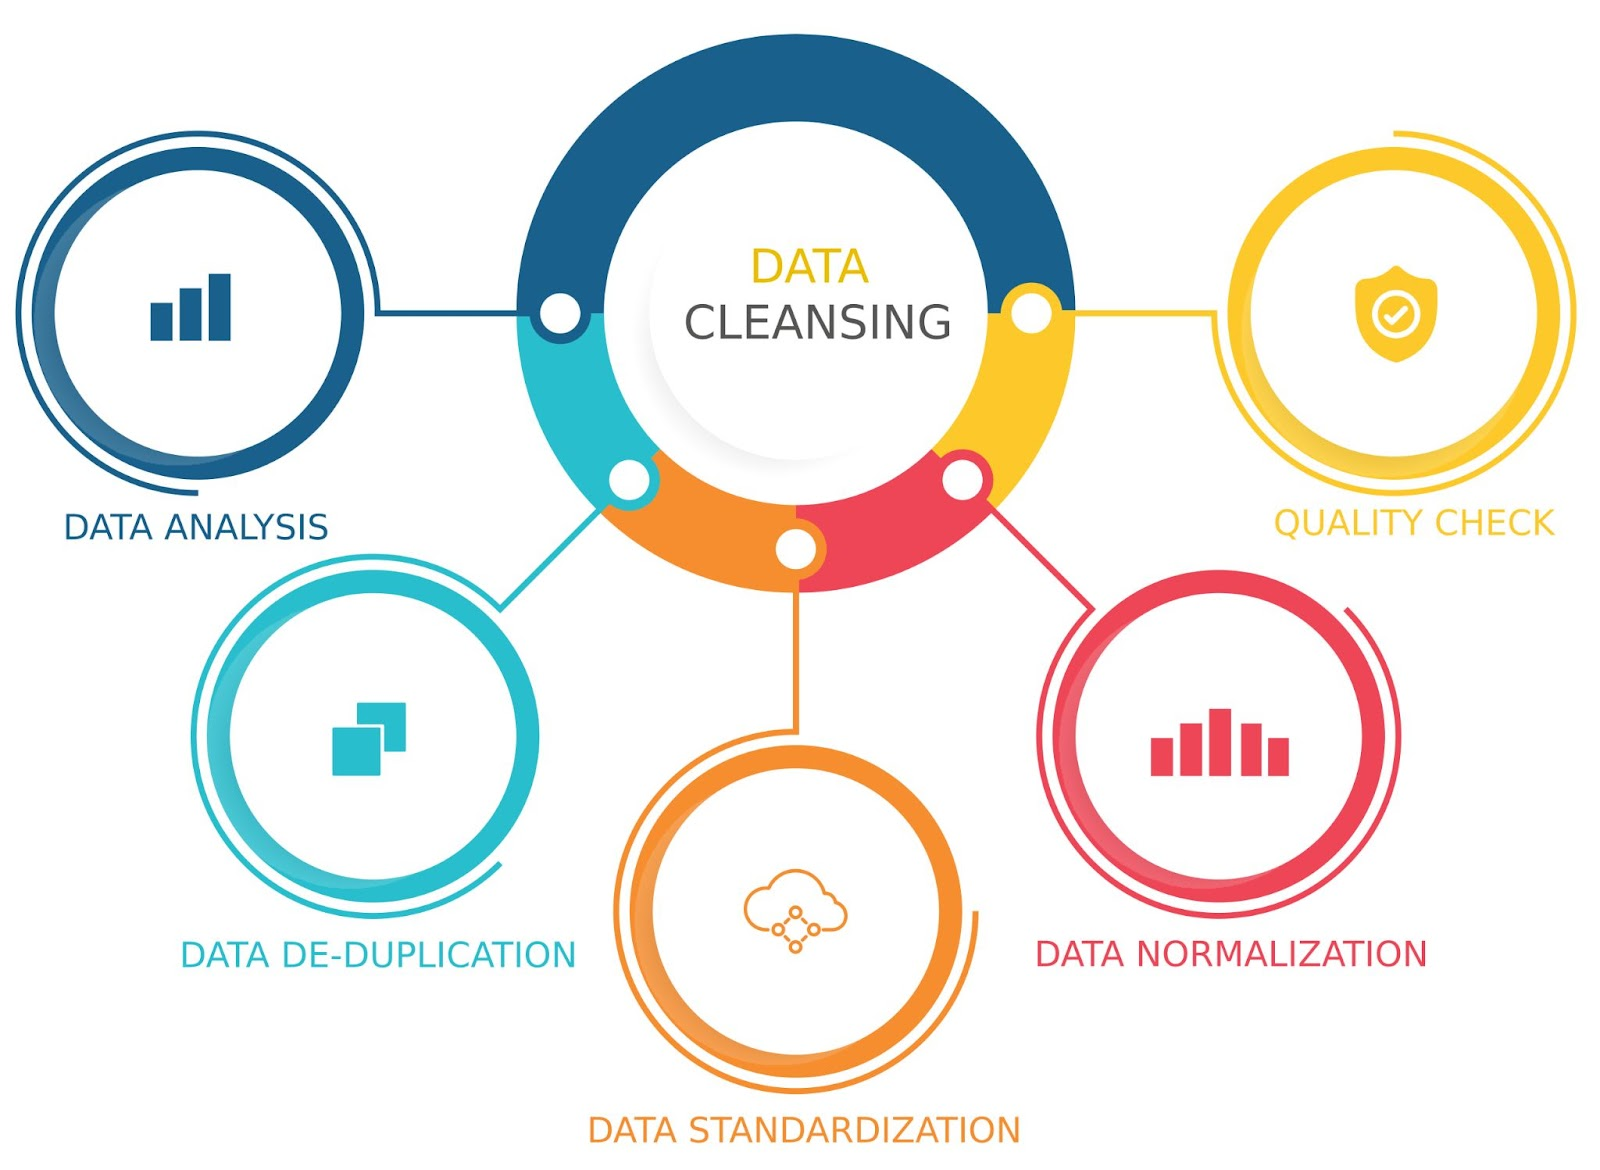 DATA
CLEANSING
DATA ANALYSIS
QUALITY CHECK
DATA DE-DUPLICATION
DATA NORMALIZATION
DATA STANDARDIZATION